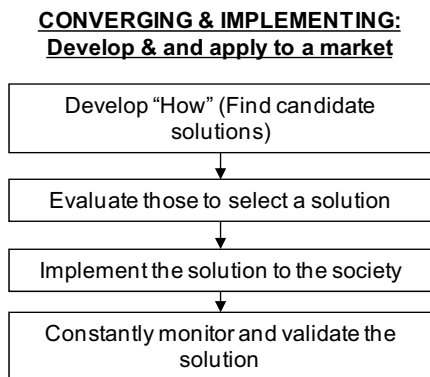 CONVERGING & IMPLEMENTING:
Develop & and apply to a market
Develop “How” (Find candidate
solutions)
Evaluate those to select a solution
Implement the solution to the society
Constantly monitor and validate the
solution